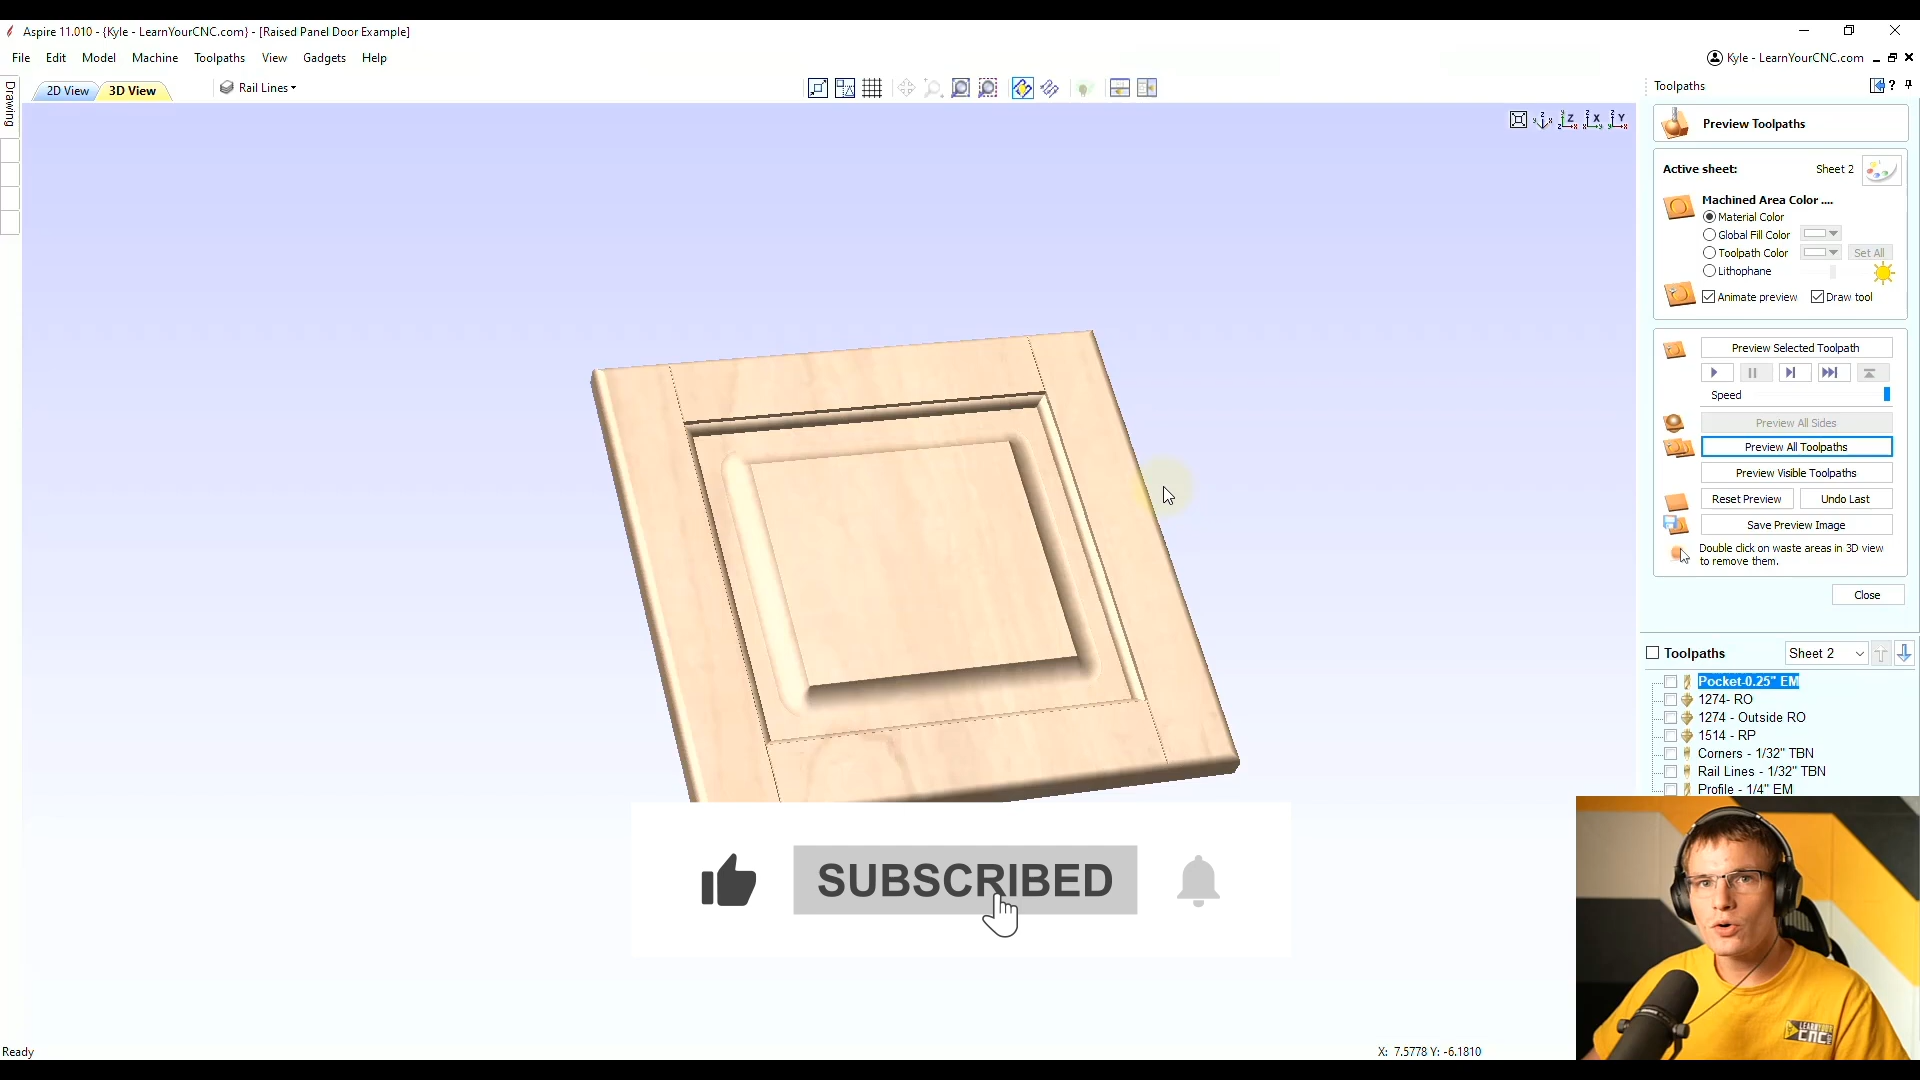 Aspire 11.010 - {Kyle - LearnYourCNC.com} - [Raised Panel Door Example]
File Edit Model Machine Toolpaths View Gadgets Help
Kyle - LearnYourCNC.com
Drawing
2D View 3D View
Rail Lines
Toolpaths
Preview Toolpaths
Active sheet: Sheet 2
Machined Area Color ....
Material Color
Global Fill Color
Toolpath Color Set All
Lithophane
Animate preview Draw tool
Preview Selected Toolpath
Speed
Preview All Sides
Preview All Toolpaths
Preview Visible Toolpaths
Reset Preview Undo Last
Save Preview Image
Double click on waste areas in 3D view
to remove them.
Close
Toolpaths Sheet 2
Pocket-0.25" EM
1274- RO
1274 - Outside RO
1514 - RP
Corners - 1/32" TBN
Rail Lines - 1/32" TBN
Profile - 1/4" EM
SUBSCRIBED
LEARN YOUR
CNC
Ready
X: 7.5778 Y: -6.1810